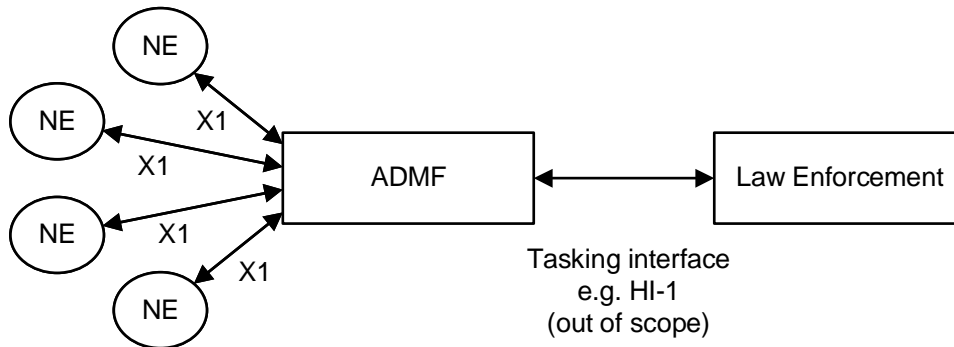 NE
X1
NE
X1
ADMF
Law Enforcement
NE
X1
NE
X1
Tasking interface
e.g. HI-1
(out of scope)